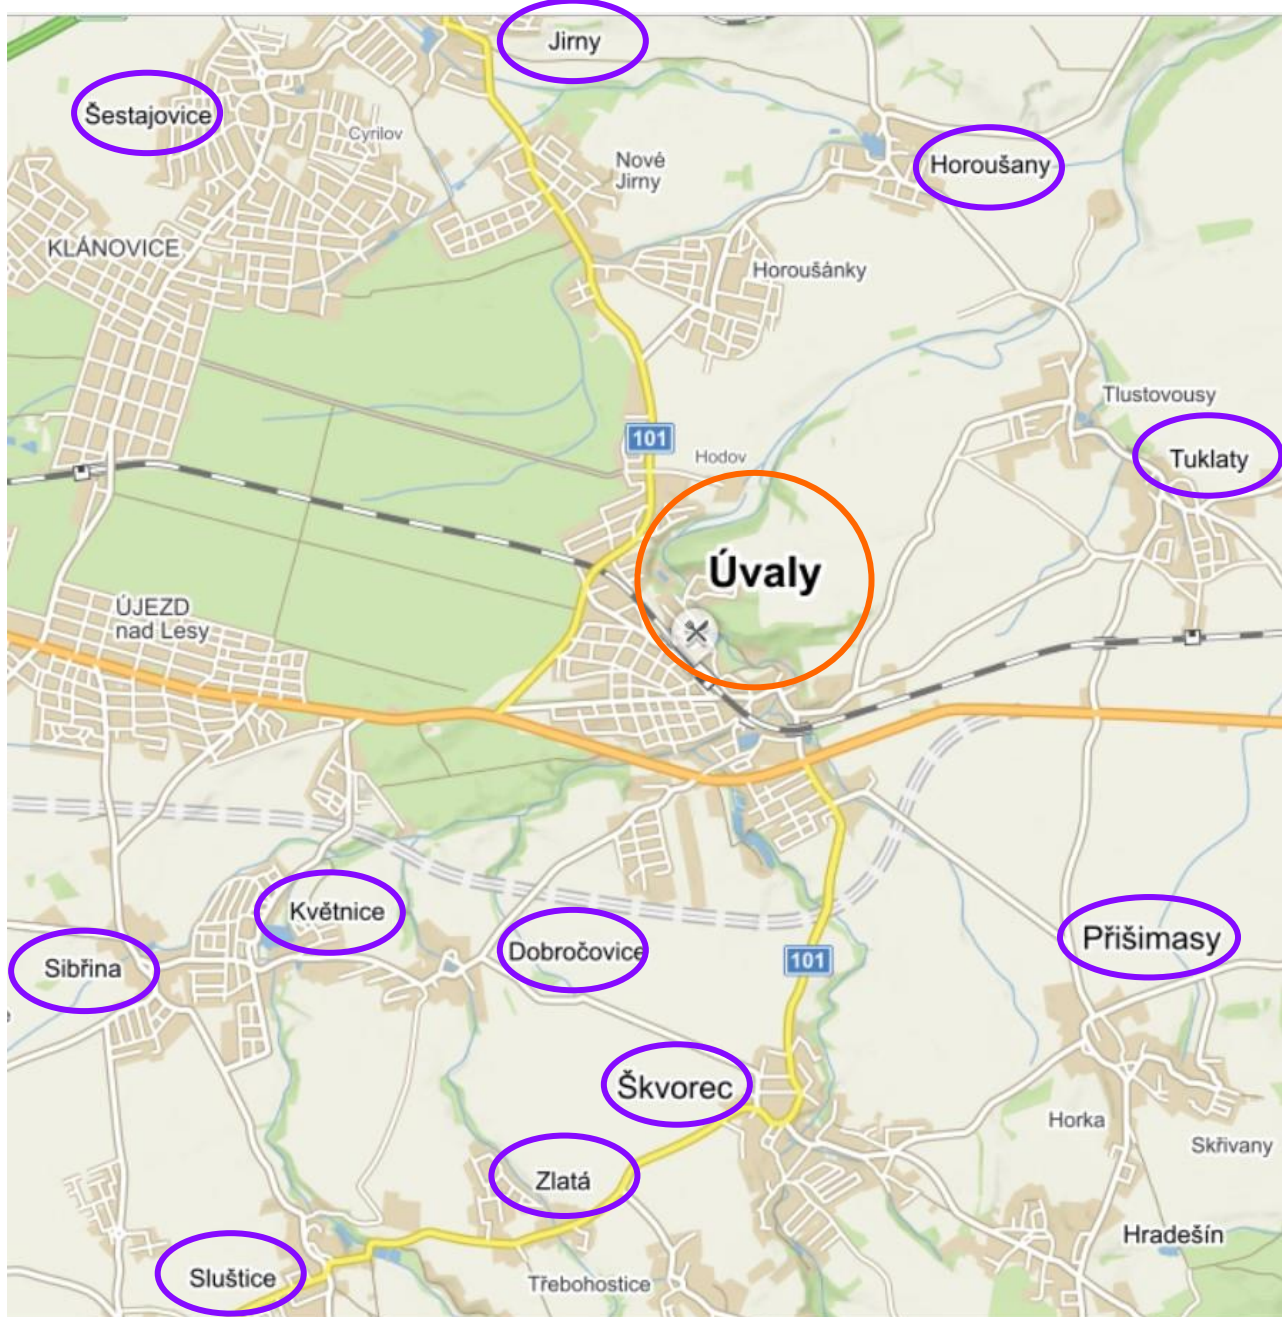 Jirny
Šestajovice
Cyrilov
Nové
Jirny
Horoušany
KLÁNOVICE
Horoušánky
Tlustovousy
101
Hodov
Tuklaty
Úvaly
ÚJEZD
nad Lesy
Květnice
Sibřina
Dobročovice
101
Přišimasy
Škvorec
Horka
Skřivany
Zlatá
Hradešín
Sluštice
Třebohostice